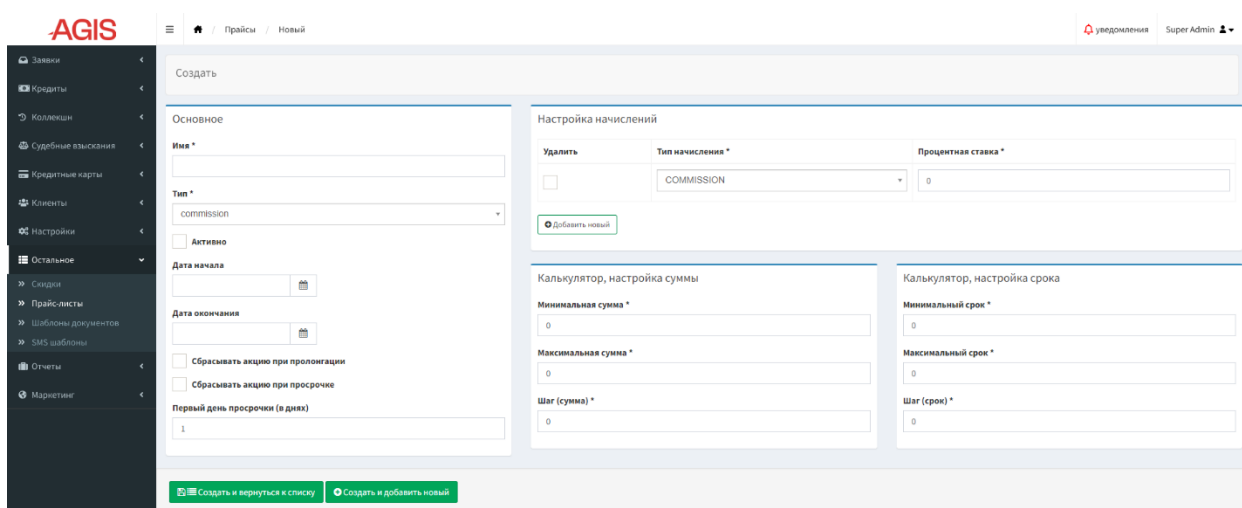 AGIS
Прайсы / Новый
уведомления Super Admin
Заявки
Кредиты
Коллекшн
Судебные взыскания
Кредитные карты
Клиенты
Настройки
Остальное
» Скидки
» Прайс-листы
» Шаблоны документов
» SMS шаблоны
Отчеты
Маркетинг
Создать
Основное
Имя *
Тип *
commission
Активно
Дата начала
Дата окончания
Сбрасывать акцию при пролонгации
Сбрасывать акцию при просрочке
Первый день просрочки (в днях)
1
Настройка начислений
Удалить Тип начисления * Процентная ставка *
COMMISSION 0
Добавить новый
Калькулятор, настройка суммы
Минимальная сумма *
0
Максимальная сумма *
0
Шаг (сумма) *
0
Калькулятор, настройка срока
Минимальный срок *
0
Максимальный срок *
0
Шаг (срок) *
0
Создать и вернуться к списку Создать и добавить новый